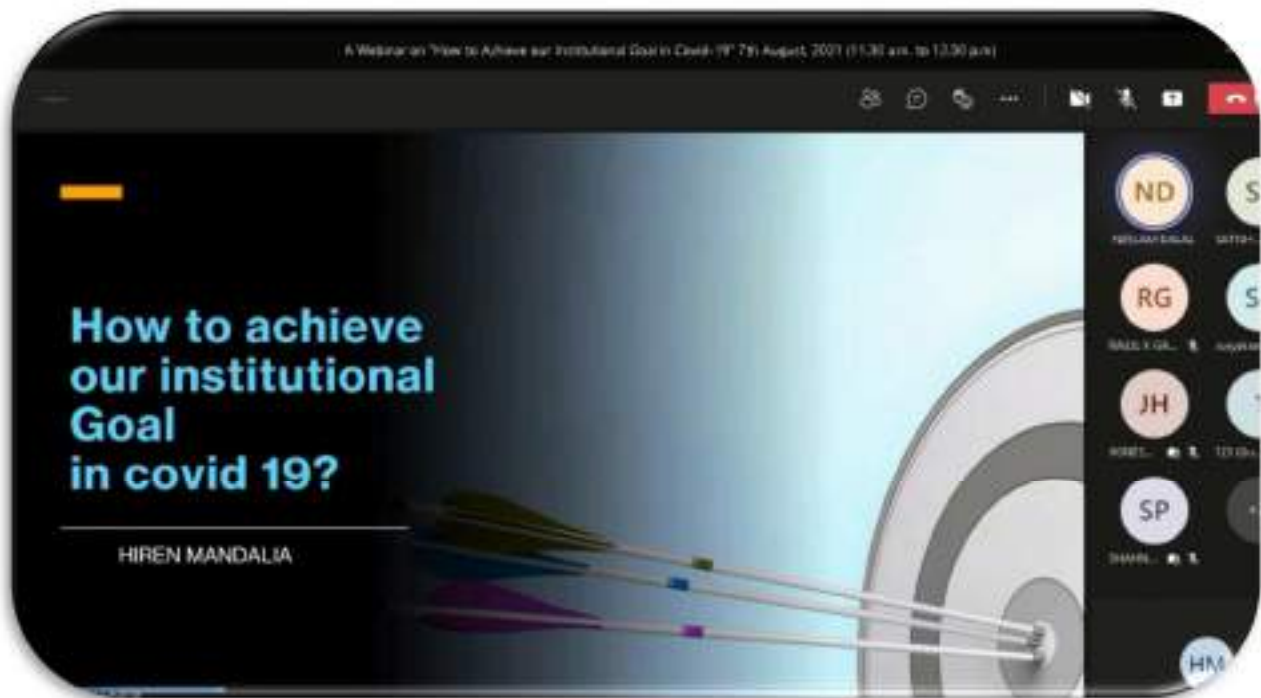 A Webinar on "How to Achieve our Institutional Goal in Covid-19" 7th August, 2021 (11.30 a.m. to 12.30 p.m)
How to achieve
our institutional
Goal
in covid 19?
HIREN MANDALIA
ND
S
RG
S
JH
SP
HM